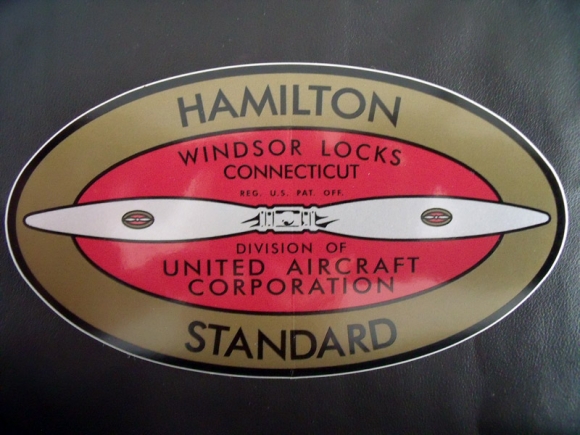 HAMILTON
WINDSOR LOCKS
CONNECTICUT
REG. U.S. PAT. OFF.
DIVISION OF
UNITED AIRCRAFT
CORPORATION
STANDARD